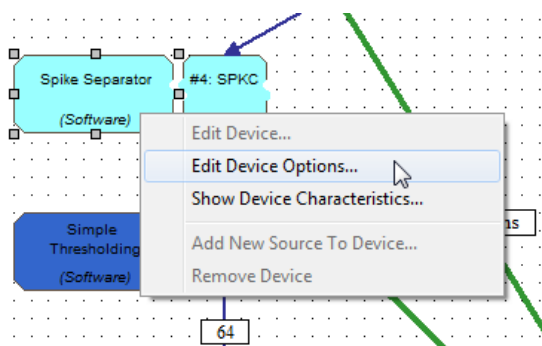 Spike Separator
(Software)
#4: SPKC
Edit Device...
Edit Device Options...
Show Device Characteristics...
Add New Source To Device...
Remove Device
Simple
Thresholding
(Software)
64